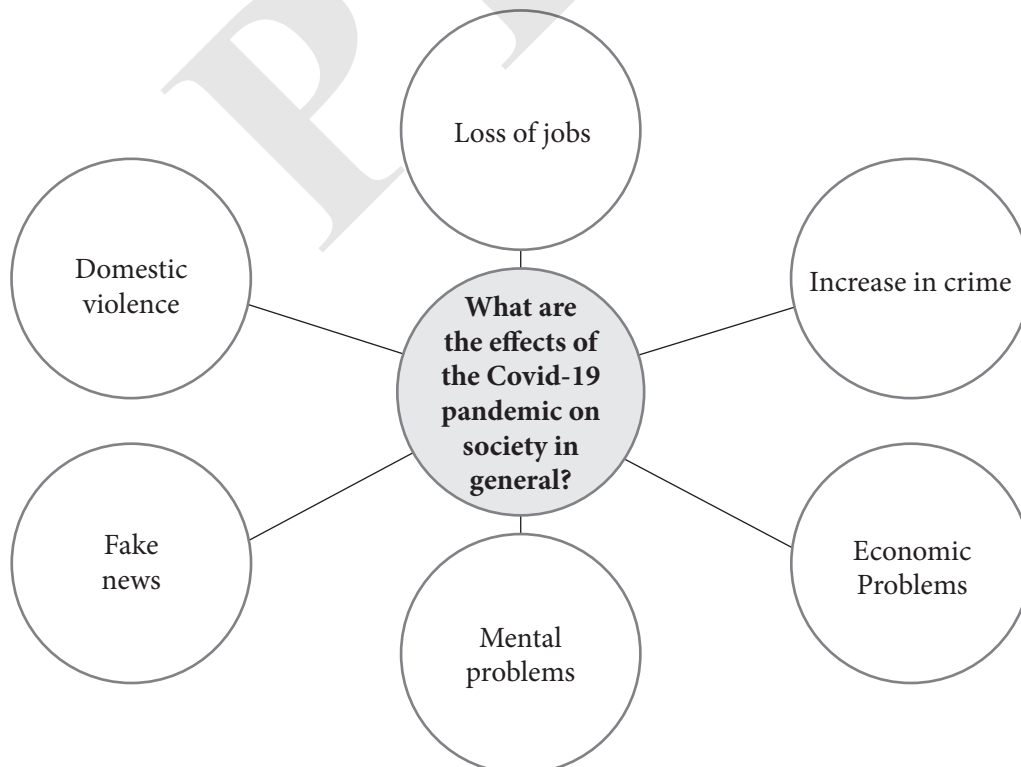 Loss of jobs
Domestic
violence
Increase in crime
What are
the effects of
the Covid-19
pandemic on
society in
general?
Fake
news
Economic
Problems
Mental
problems